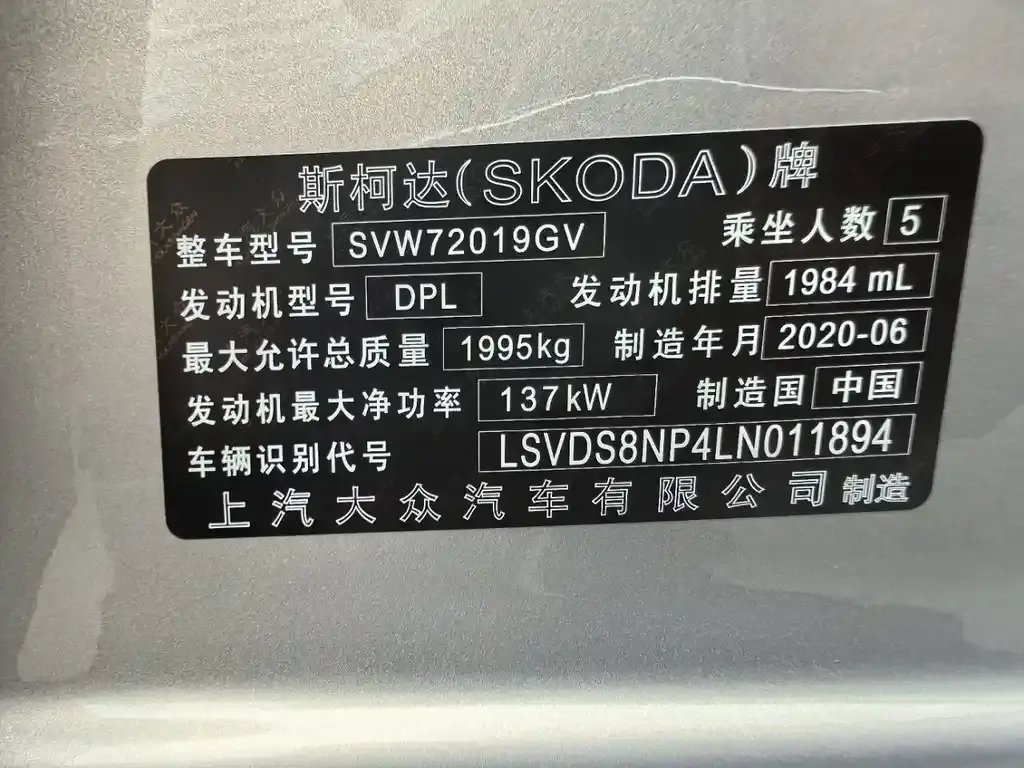 斯柯达(SKODA)牌
整车型号 SVW72019GV 乘坐人数 5
发动机型号 DPL 发动机排量 1984 mL
最大允许总质量 1995kg 制造年月 2020-06
发动机最大净功率 137kW 制造国 中国
车辆识别代号 LSVDS8NP4LN011894
上汽大众汽车有限公司 制造